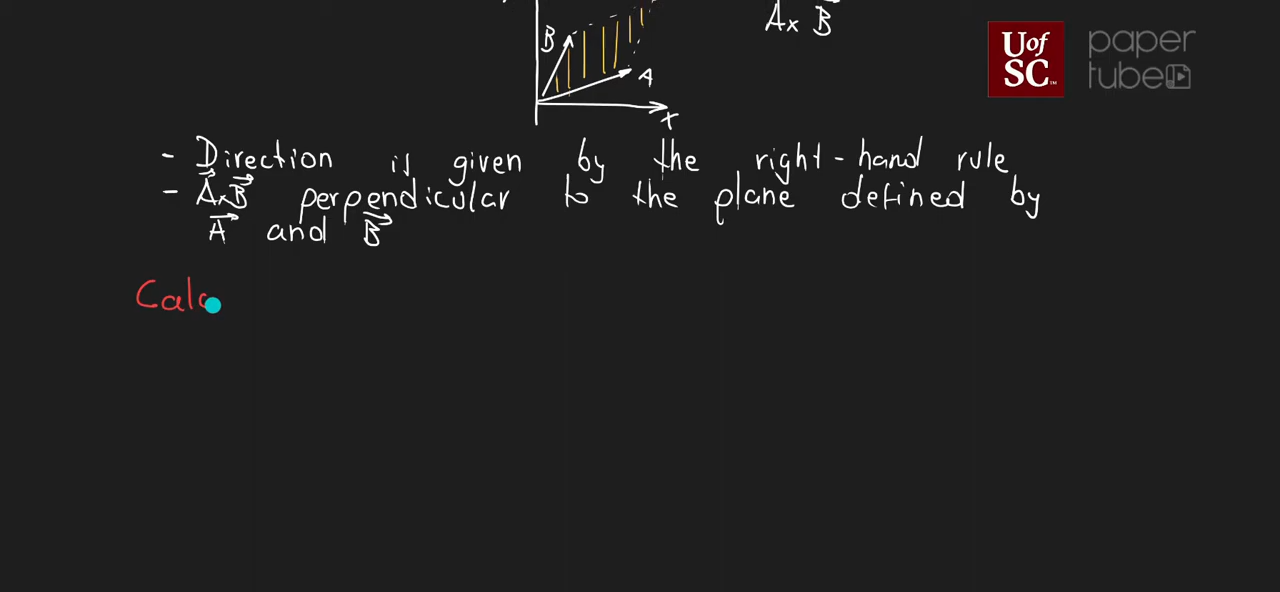 A x B
UofSC
paper tube
B
A
x
- Direction is given by the right-hand rule
- A x B perpendicular to the plane defined by
A and B
Calc